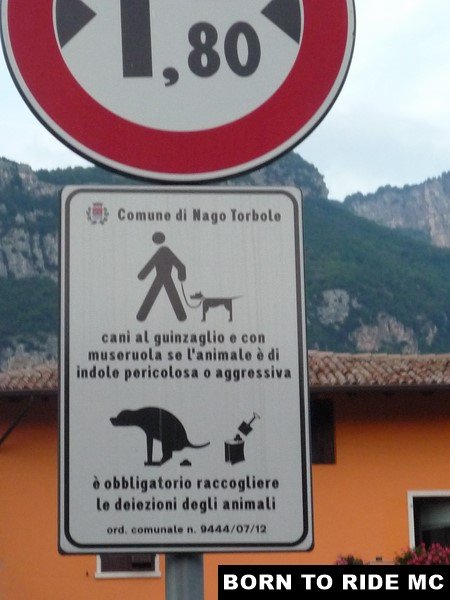 1,80
Comune di Nago Torbole
cani al guinzaglio e con
museruola se l'animale è di
indole pericolosa o aggressiva
è obbligatorio raccogliere
le deiezioni degli animali
ord. comunale n. 9444/07/12
BORN TO RIDE MC